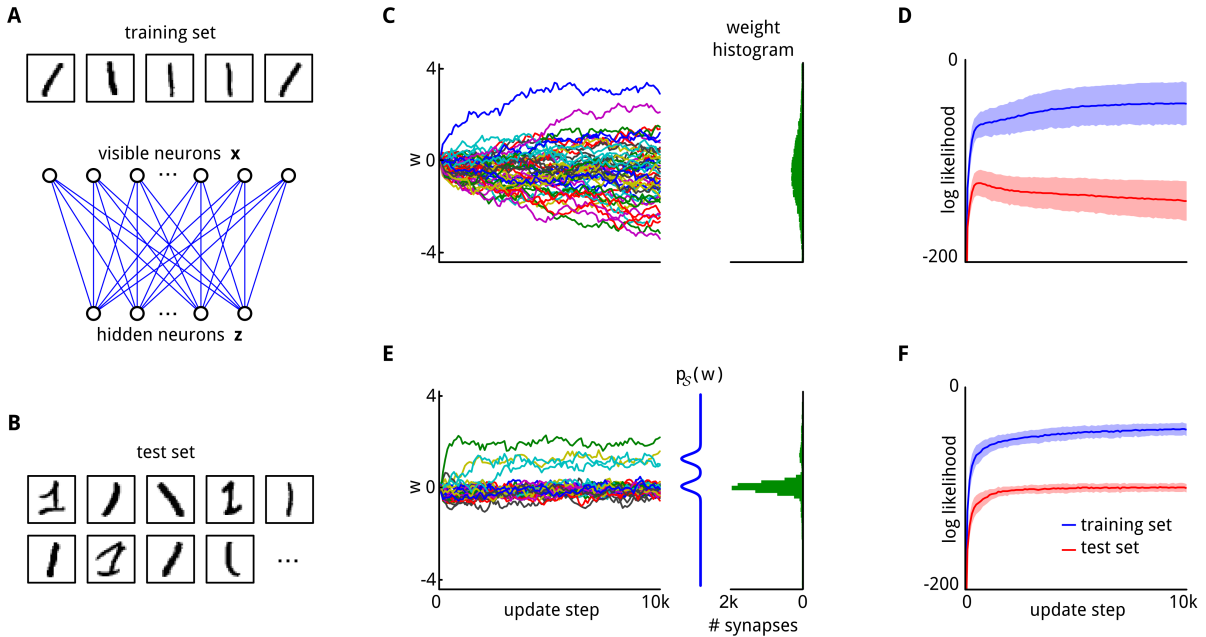 A
training set
visible neurons x
...
...
hidden neurons z
B
test set
...
C
weight
histogram
4
0
-4
w
D
0
-200
log likelihood
E
p𝒮(w)
4
0
-4
w
0
update step
10k
2k
0
# synapses
F
0
-200
log likelihood
training set
test set
0
update step
10k